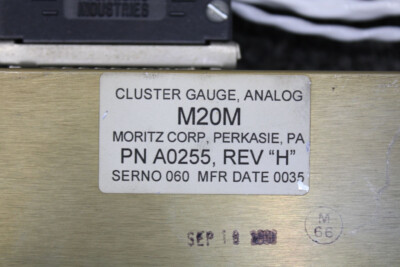 INDUSTRIES
CLUSTER GAUGE, ANALOG
M20M
MORITZ CORP, PERKASIE, PA
PN A0255, REV "H"
SERNO 060 MFR DATE 0035
M
66
SEP 18